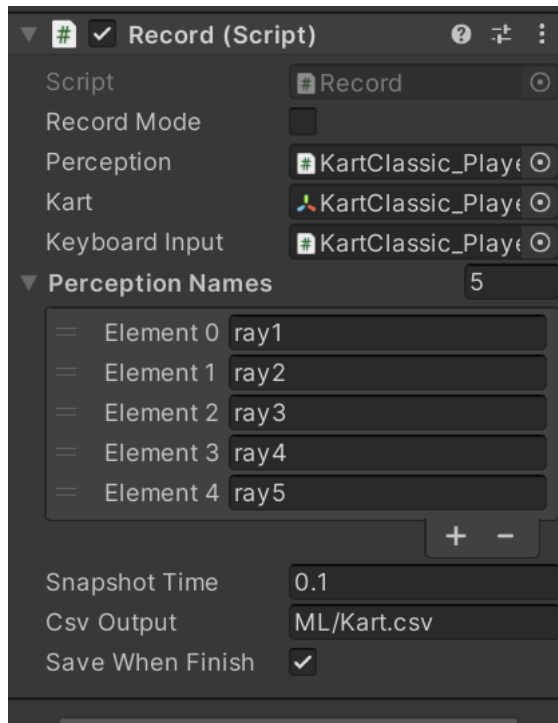 Record (Script)
Script Record
Record Mode
Perception KartClassic_Playe
Kart KartClassic_Playe
Keyboard Input KartClassic_Playe
Perception Names 5
Element 0 ray1
Element 1 ray2
Element 2 ray3
Element 3 ray4
Element 4 ray5
+ −
Snapshot Time 0.1
Csv Output ML/Kart.csv
Save When Finish